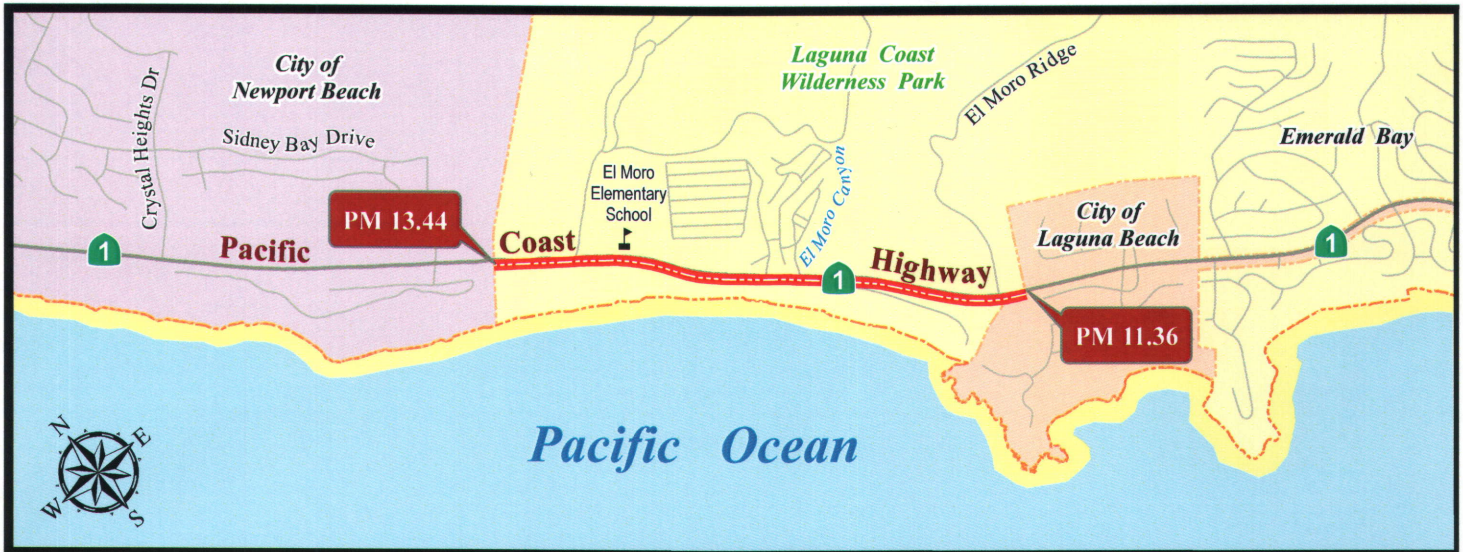 City of
Newport Beach
Crystal Heights Dr
Sidney Bay Drive
PM 13.44
1
Pacific
Coast
Highway
El Moro
Elementary
School
Laguna Coast
Wilderness Park
El Moro Canyon
El Moro Ridge
1
City of
Laguna Beach
Emerald Bay
1
PM 11.36
Pacific Ocean
N
E
W
S